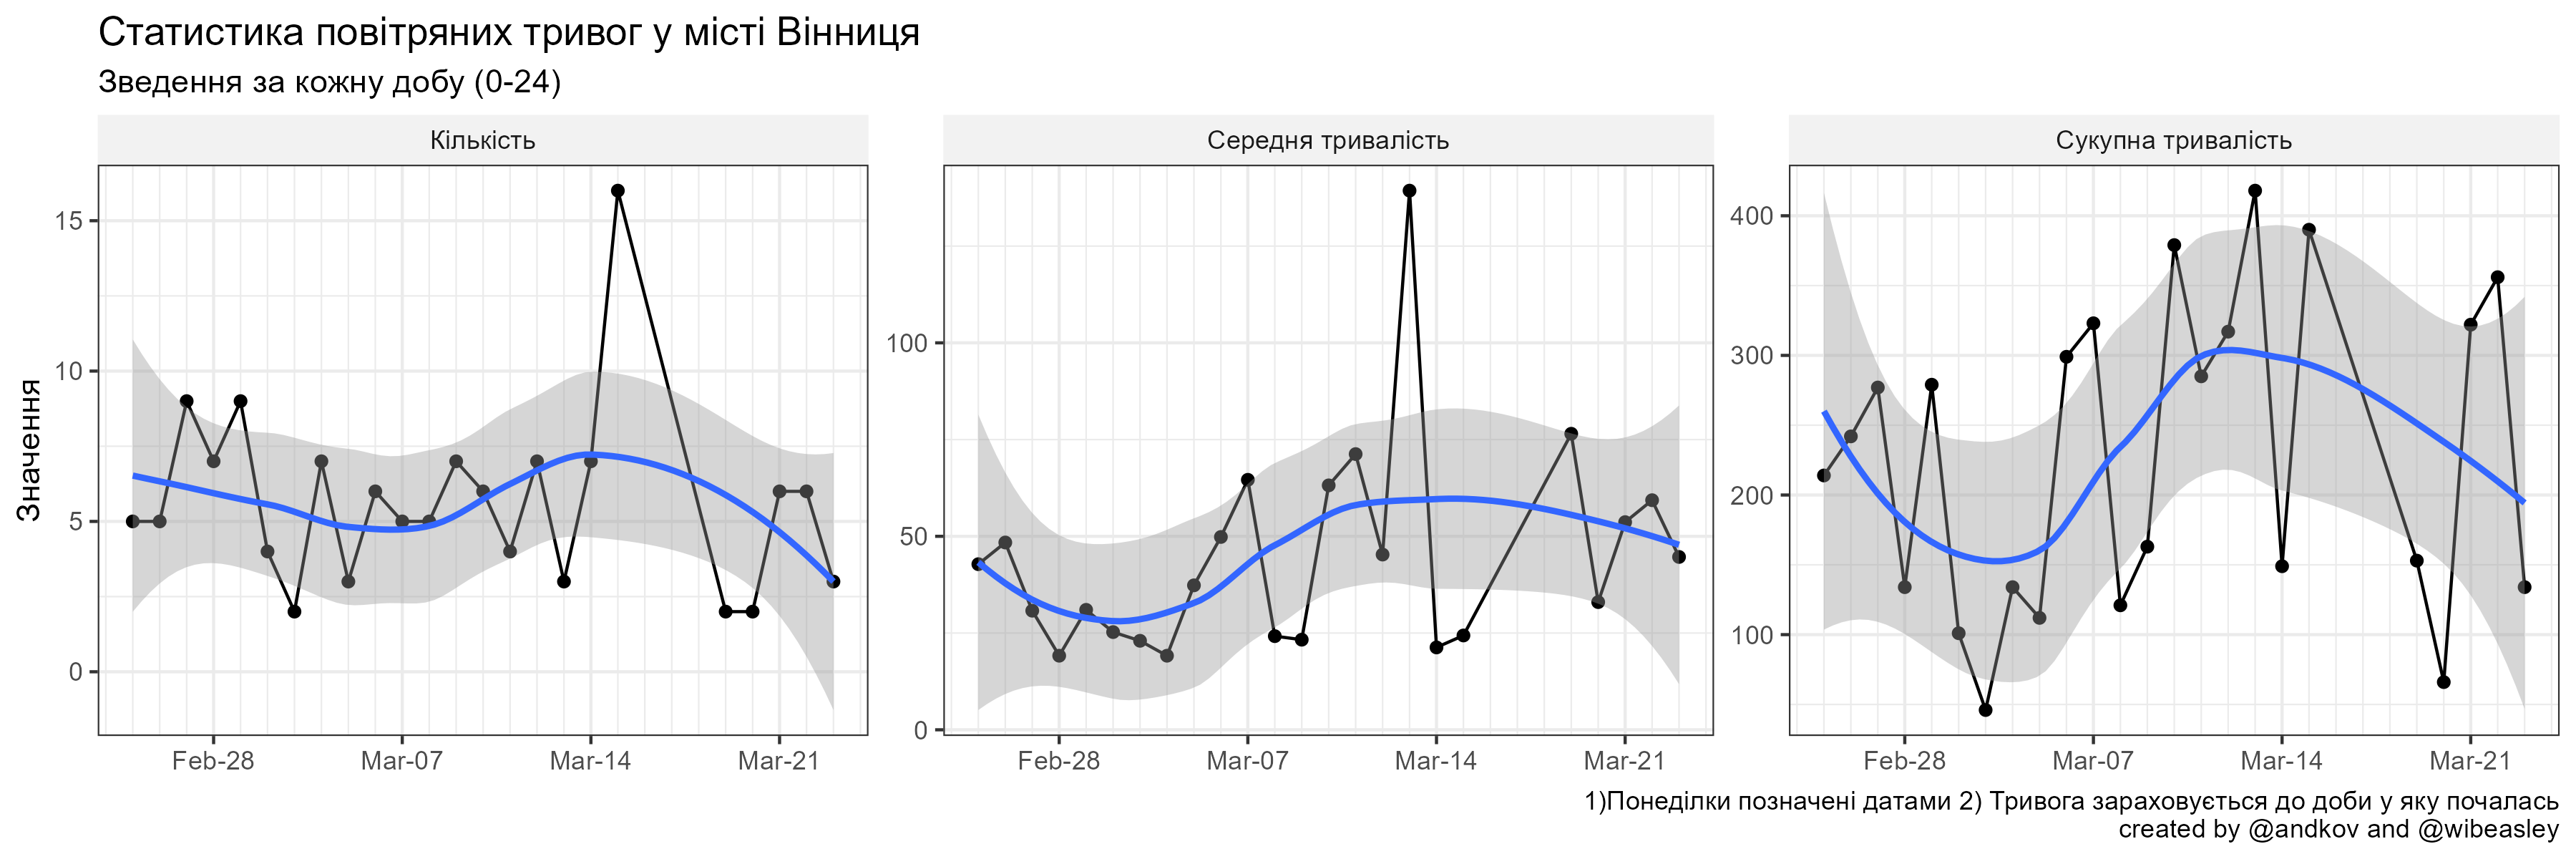 Статистика повітряних тривог у місті Вінниця
Зведення за кожну добу (0-24)
Кількість
Середня тривалість
Сукупна тривалість
Значення
15
10
5
0
Feb-28
Mar-07
Mar-14
Mar-21
100
50
0
Feb-28
Mar-07
Mar-14
Mar-21
400
300
200
100
Feb-28
Mar-07
Mar-14
Mar-21
1)Понеділки позначені датами 2) Тривога зараховується до доби у яку почалась
created by @andkov and @wibeasley